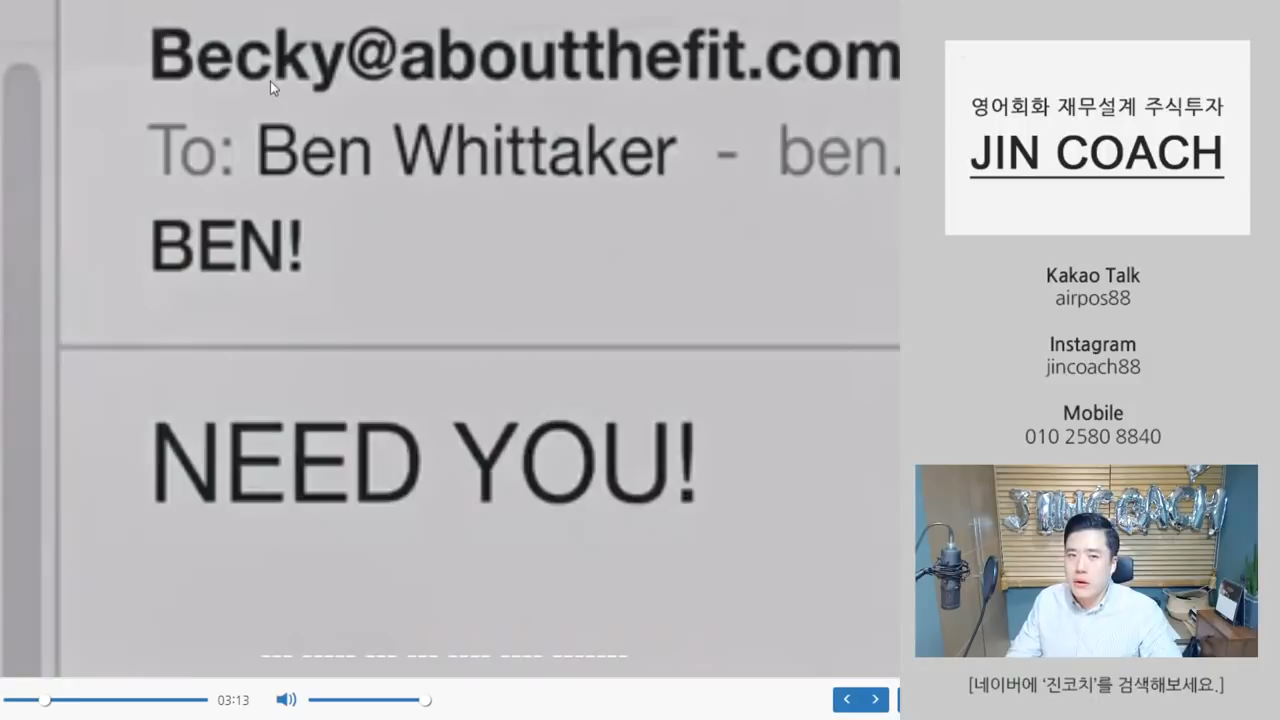 Becky@aboutthefit.com
To: Ben Whittaker - ben.
BEN!
NEED YOU!
03:13
영어회화 재무설계 주식투자
JIN COACH
Kakao Talk
airpos88
Instagram
jincoach88
Mobile
010 2580 8840
JINCOACH
[네이버에 '진코치'를 검색해보세요.]